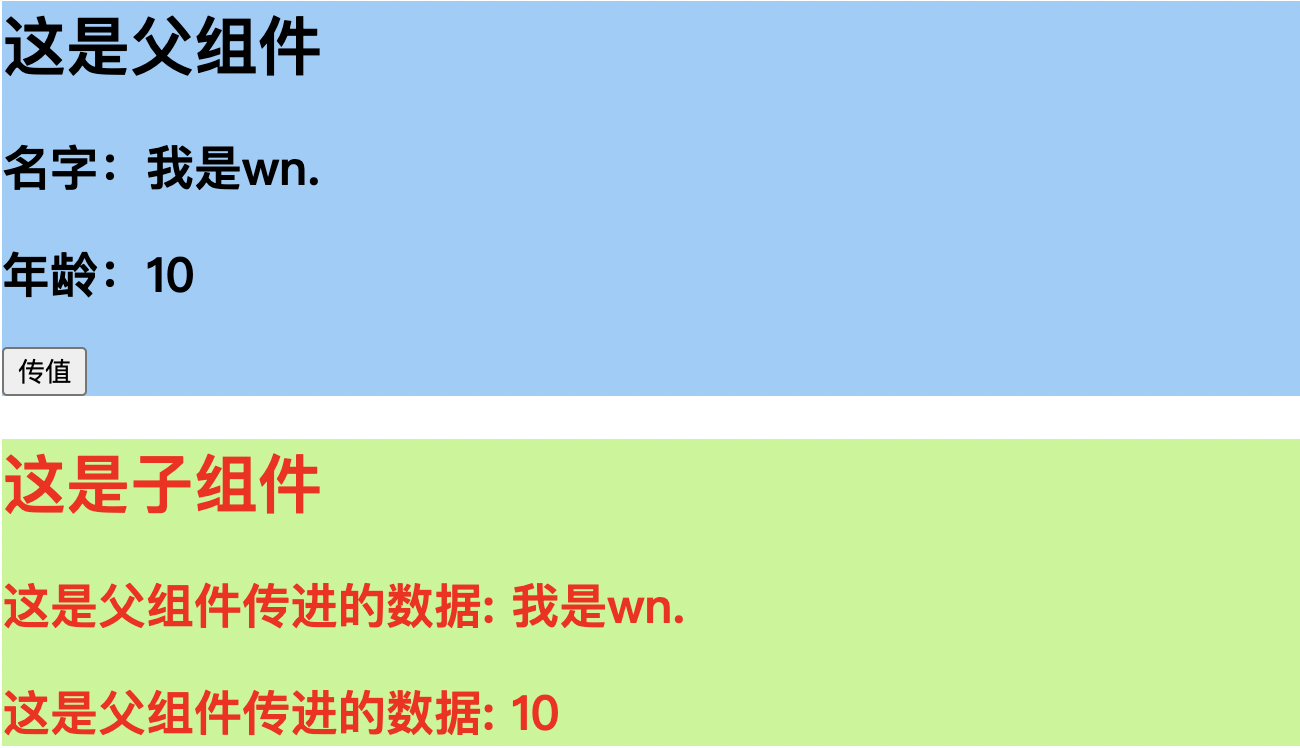 这是父组件
名字：我是wn.
年龄：10
传值
这是子组件
这是父组件传进的数据: 我是wn.
这是父组件传进的数据: 10